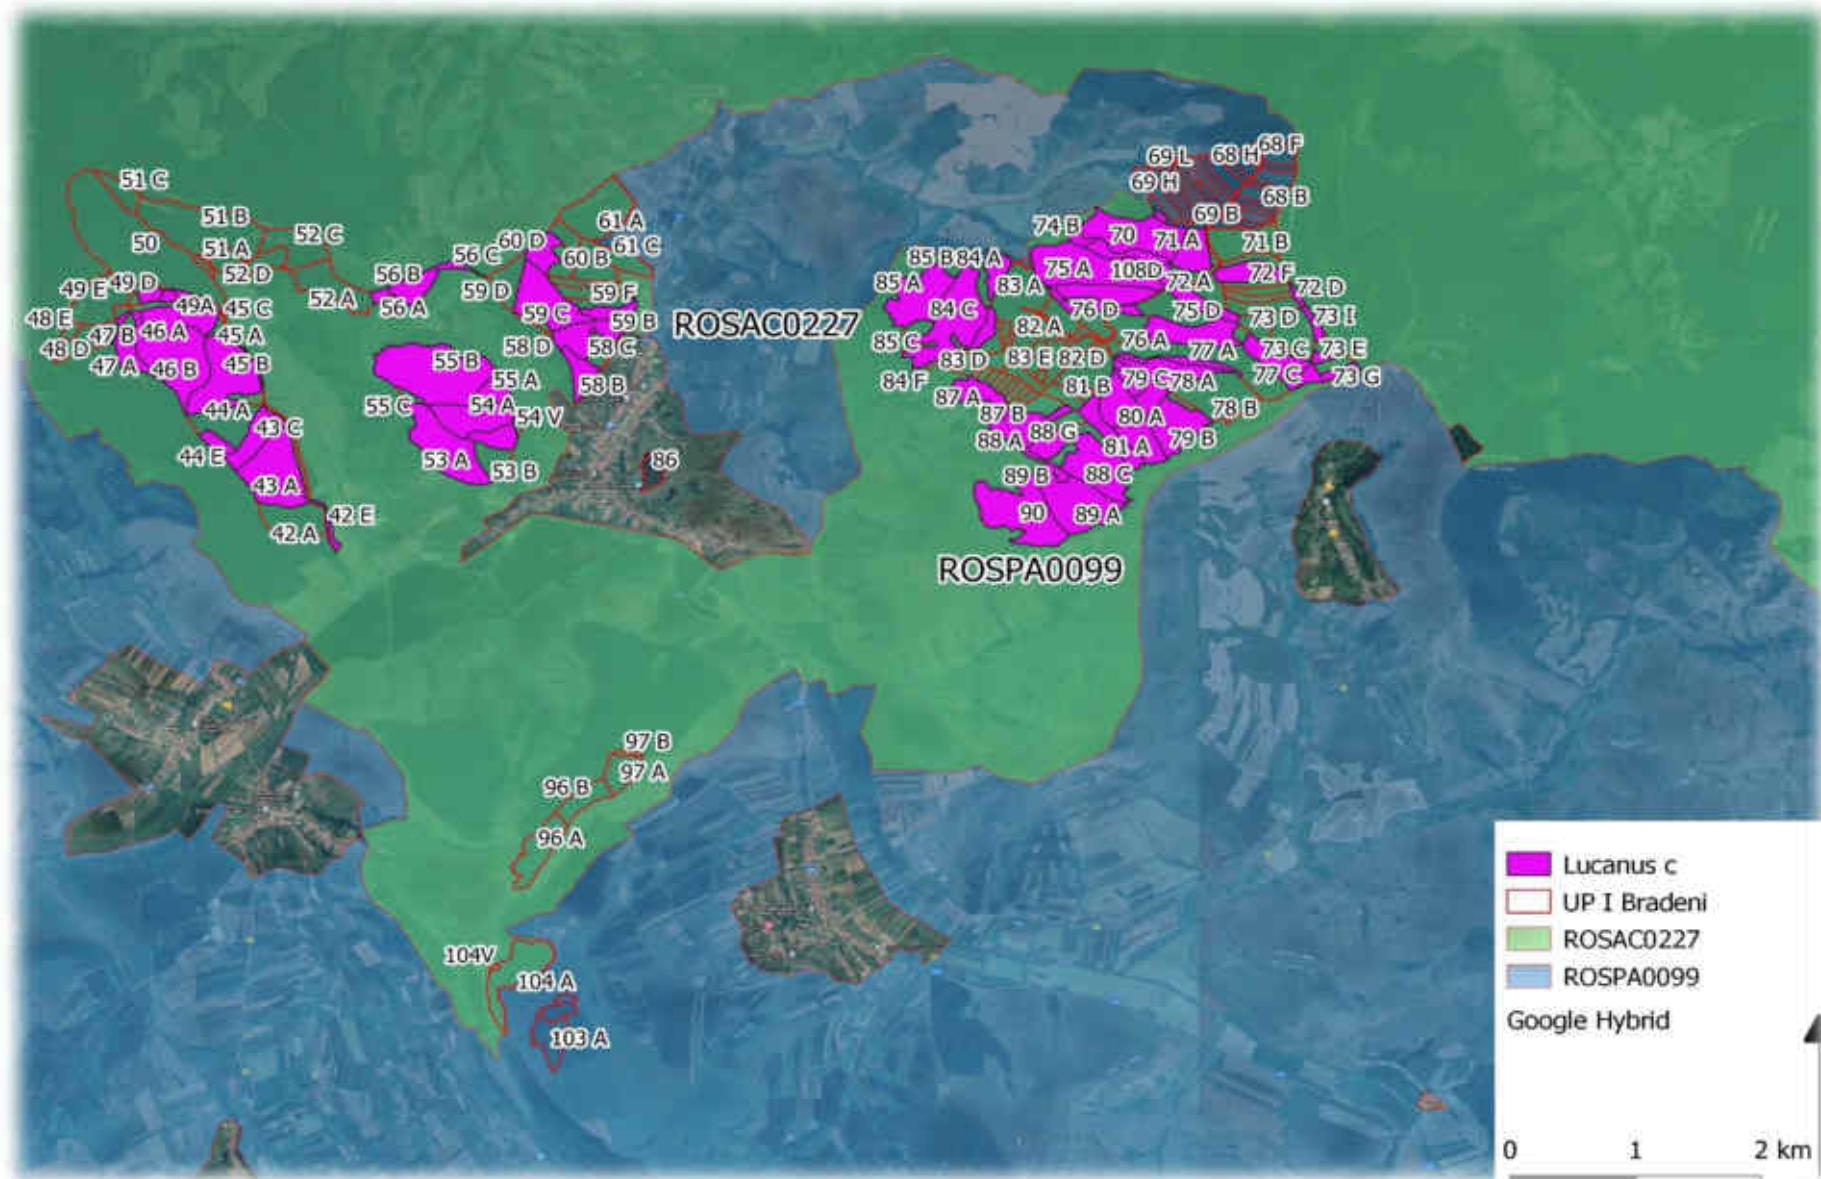 51 C
51 B
52 C
50
51 A
52 D
52 A
49 E
49 D
49A
45 C
48 E
47 B
46 A
45 A
48 D
47 A
46 B
45 B
44 A
43 C
44 E
43 A
42 E
42 A
56 B
56 C
56 A
60 D
61 A
61 C
60 B
59 D
59 F
59 C
59 B
58 D
58 C
58 B
55 B
55 A
55 C
54 A
54 V
53 A
53 B
86
ROSAC0227
68 F
69 L
68 H
69 H
68 B
69 B
74 B
70
71 A
71 B
85 B
84 A
85 A
83 A
75 A
108D
72 A
72 F
72 D
84 C
76 D
75 D
73 D
73 I
82 A
85 C
83 D
83 E
82 D
76 A
77 A
73 C
73 E
84 F
87 A
81 B
79 C
78 A
77 C
73 G
87 B
88 G
80 A
78 B
88 A
81 A
79 B
89 B
88 C
90
89 A
ROSPA0099
97 B
97 A
96 B
96 A
104V
104 A
103 A
Lucanus c
UP I Bradeni
ROSAC0227
ROSPA0099
Google Hybrid
0 1 2 km